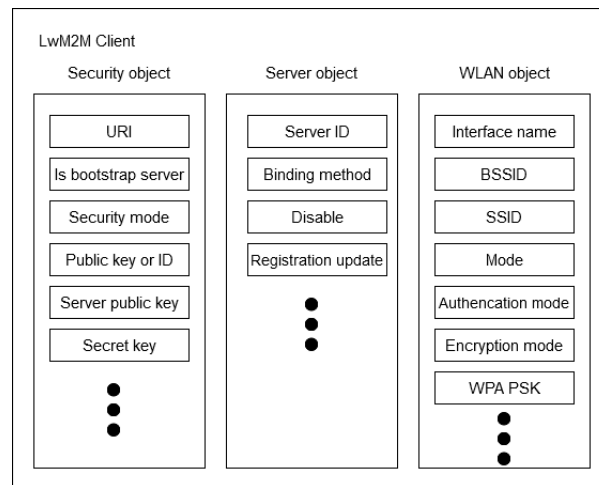 LwM2M Client
Security object
URI
Is bootstrap server
Security mode
Public key or ID
Server public key
Secret key
Server object
Server ID
Binding method
Disable
Registration update
WLAN object
Interface name
BSSID
SSID
Mode
Authencation mode
Encryption mode
WPA PSK